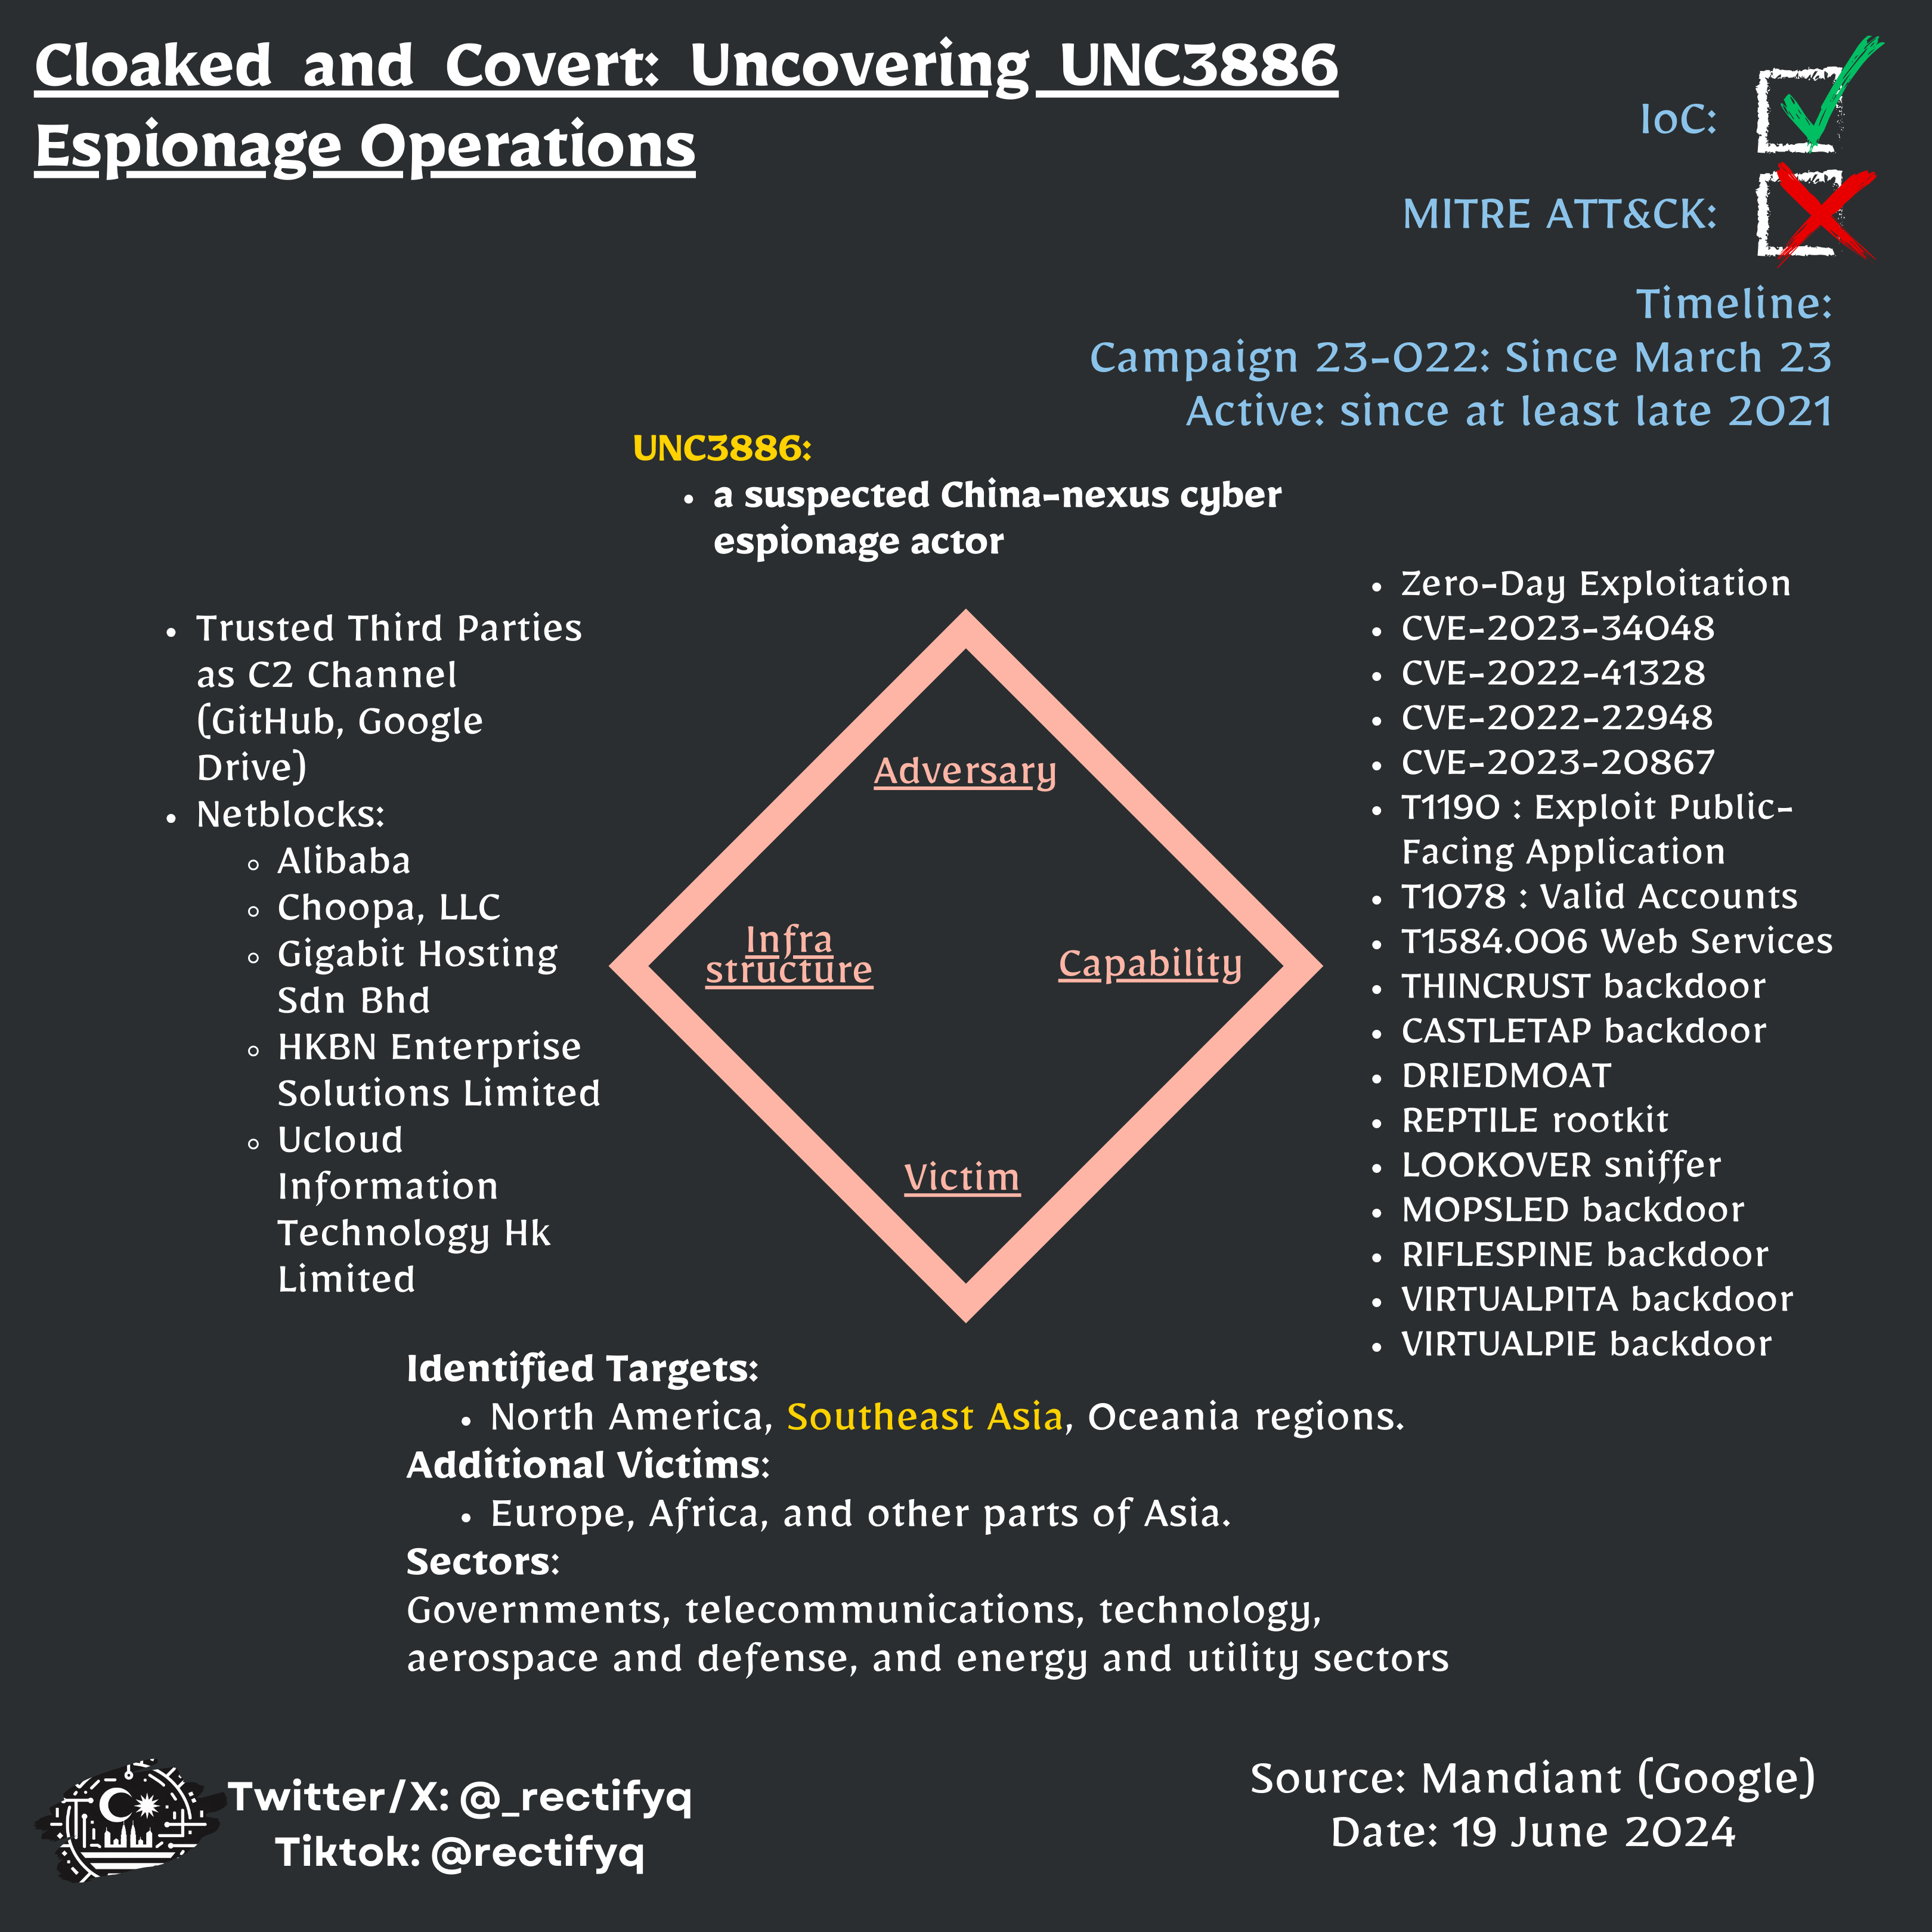 Cloaked and Covert: Uncovering UNC3886
Espionage Operations
IoC:
MITRE ATT&CK:
Timeline:
Campaign 23-022: Since March 23
Active: since at least late 2021
UNC3886:
• a suspected China-nexus cyber
espionage actor
• Trusted Third Parties
as C2 Channel
(GitHub, Google
Drive)
• Netblocks:
◦ Alibaba
◦ Choopa, LLC
◦ Gigabit Hosting
Sdn Bhd
◦ HKBN Enterprise
Solutions Limited
◦ Ucloud
Information
Technology Hk
Limited
Adversary
Infra
structure
Capability
Victim
• Zero-Day Exploitation
• CVE-2023-34048
• CVE-2022-41328
• CVE-2022-22948
• CVE-2023-20867
• T1190 : Exploit Public-
Facing Application
• T1078 : Valid Accounts
• T1584.006 Web Services
• THINCRUST backdoor
• CASTLETAP backdoor
• DRIEDMOAT
• REPTILE rootkit
• LOOKOVER sniffer
• MOPSLED backdoor
• RIFLESPINE backdoor
• VIRTUALPITA backdoor
• VIRTUALPIE backdoor
Identified Targets:
• North America, Southeast Asia, Oceania regions.
Additional Victims:
• Europe, Africa, and other parts of Asia.
Sectors:
Governments, telecommunications, technology,
aerospace and defense, and energy and utility sectors
Twitter/X: @_rectifyq
Tiktok: @rectifyq
Source: Mandiant (Google)
Date: 19 June 2024